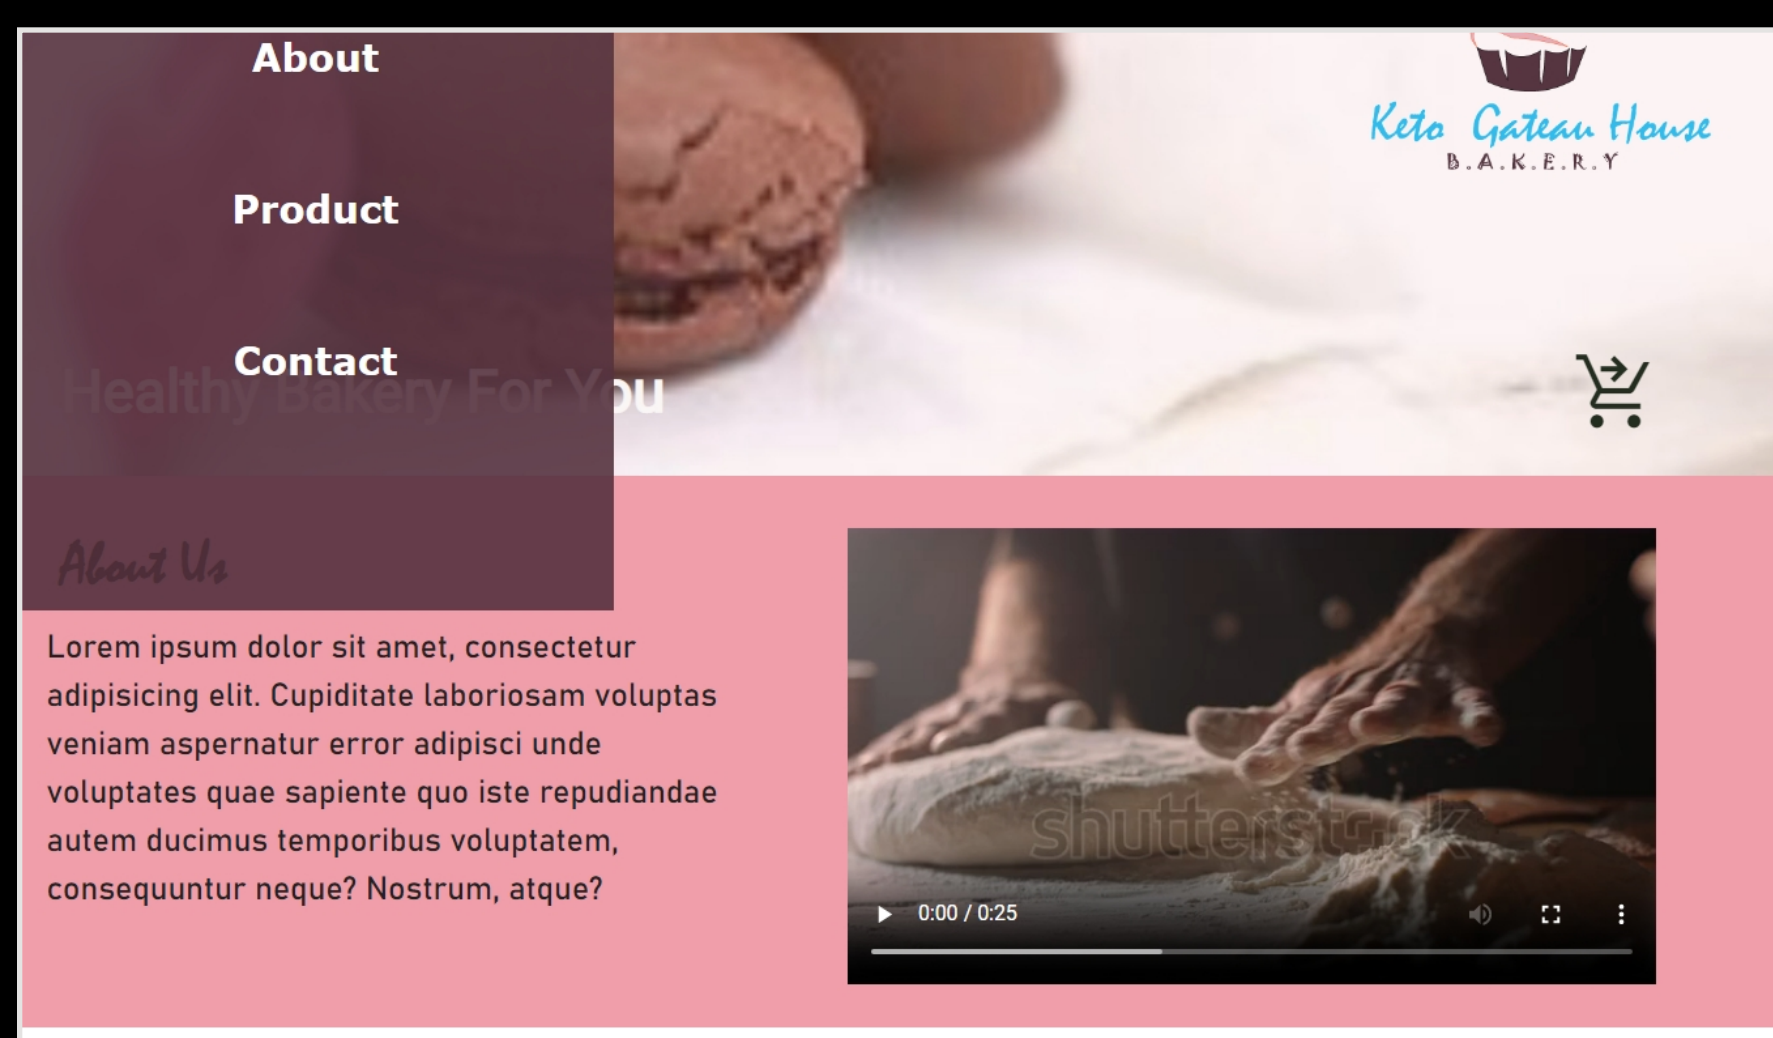 About
Keto Gateau House
B.A.K.E.R.Y
Product
Contact
Healthy Bakery For You
About Us
Lorem ipsum dolor sit amet, consectetur
adipisicing elit. Cupiditate laboriosam voluptas
veniam aspernatur error adipisci unde
voluptates quae sapiente quo iste repudiandae
autem ducimus temporibus voluptatem,
consequuntur neque? Nostrum, atque?
shutterstock
0:00 / 0:25